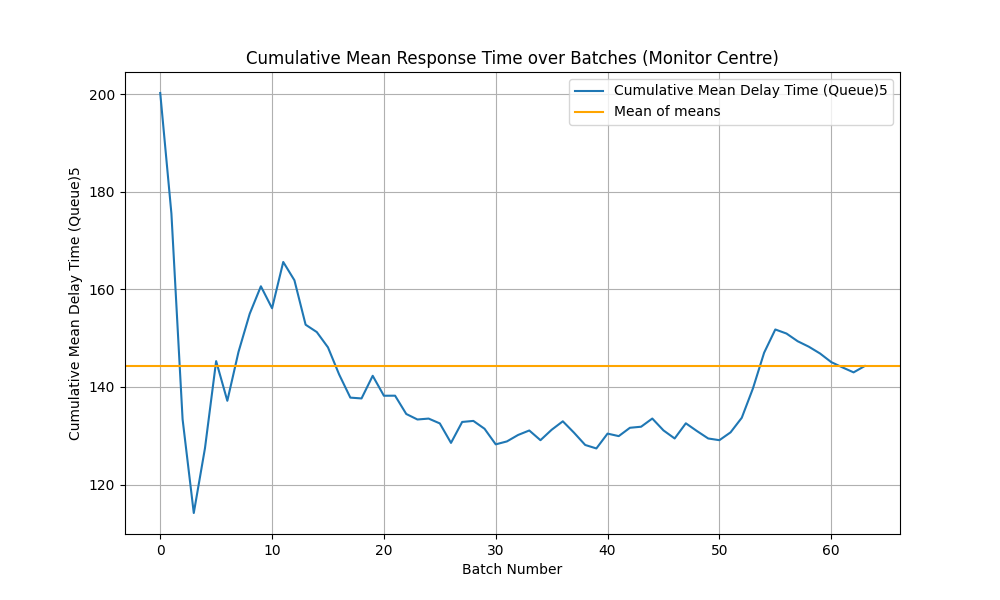 Cumulative Mean Response Time over Batches (Monitor Centre)
Cumulative Mean Delay Time (Queue)5
Mean of means
Cumulative Mean Delay Time (Queue)5
200
180
160
140
120
0 10 20 30 40 50 60
Batch Number